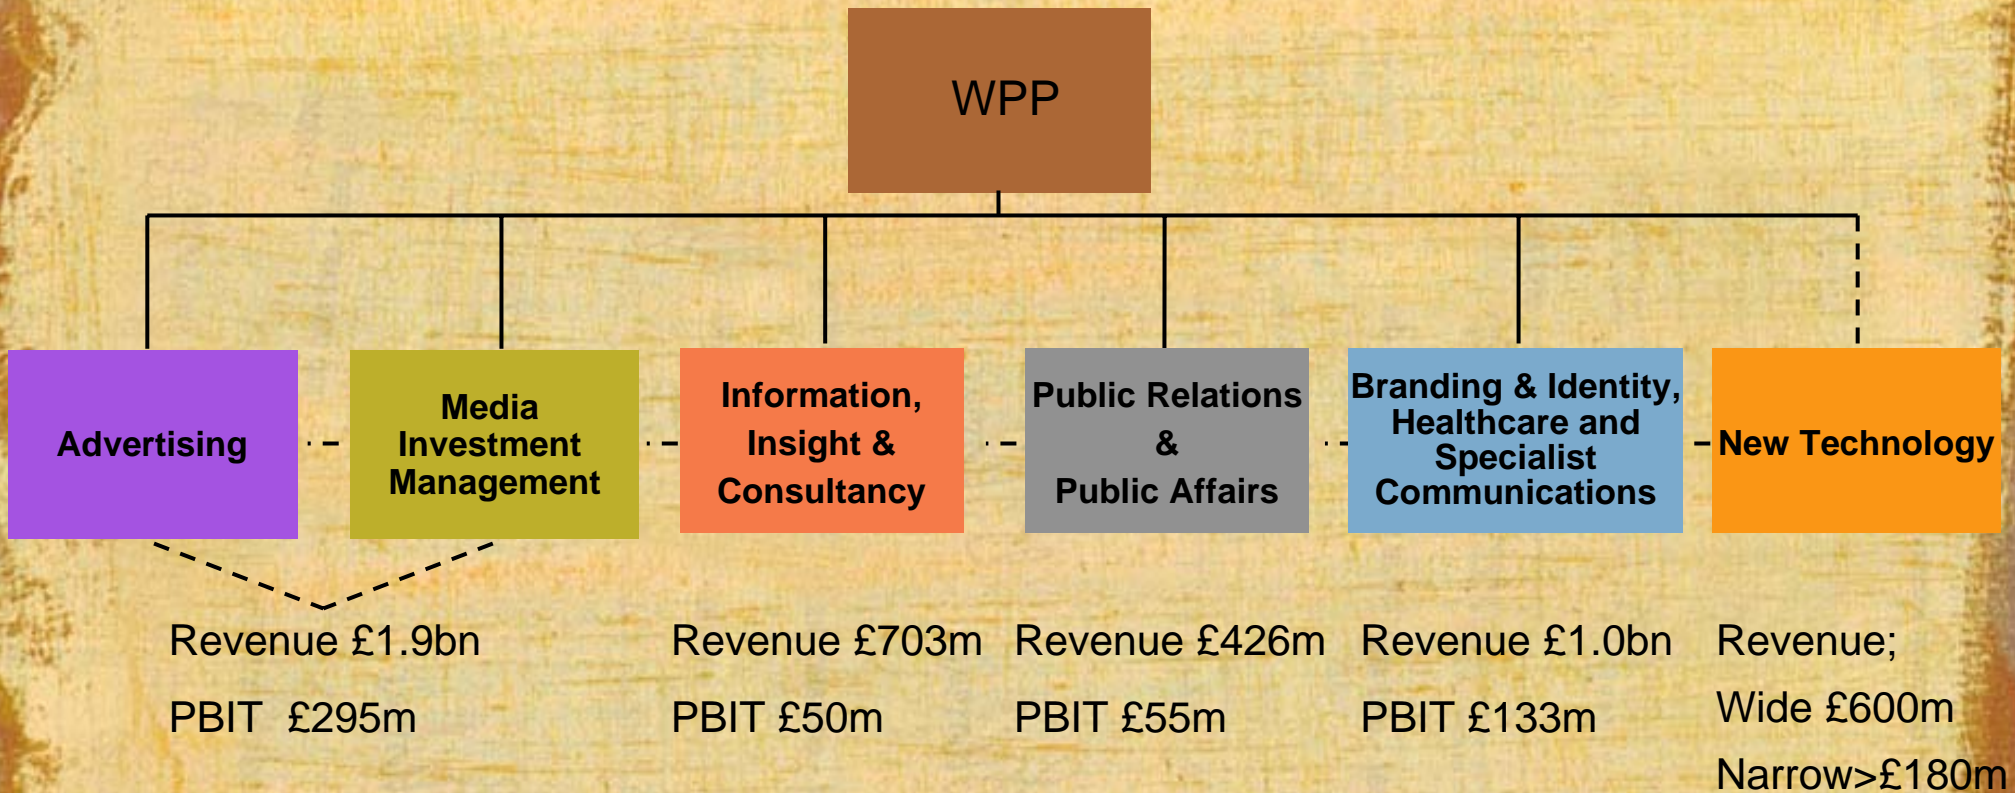 WPP
Advertising
Media
Investment
Management
Information,
Insight &
Consultancy
Public Relations
&
Public Affairs
Branding & Identity,
Healthcare and
Specialist
Communications
New Technology
Revenue £1.9bn
PBIT £295m
Revenue £703m
PBIT £50m
Revenue £426m
PBIT £55m
Revenue £1.0bn
PBIT £133m
Revenue;
Wide £600m
Narrow>£180m